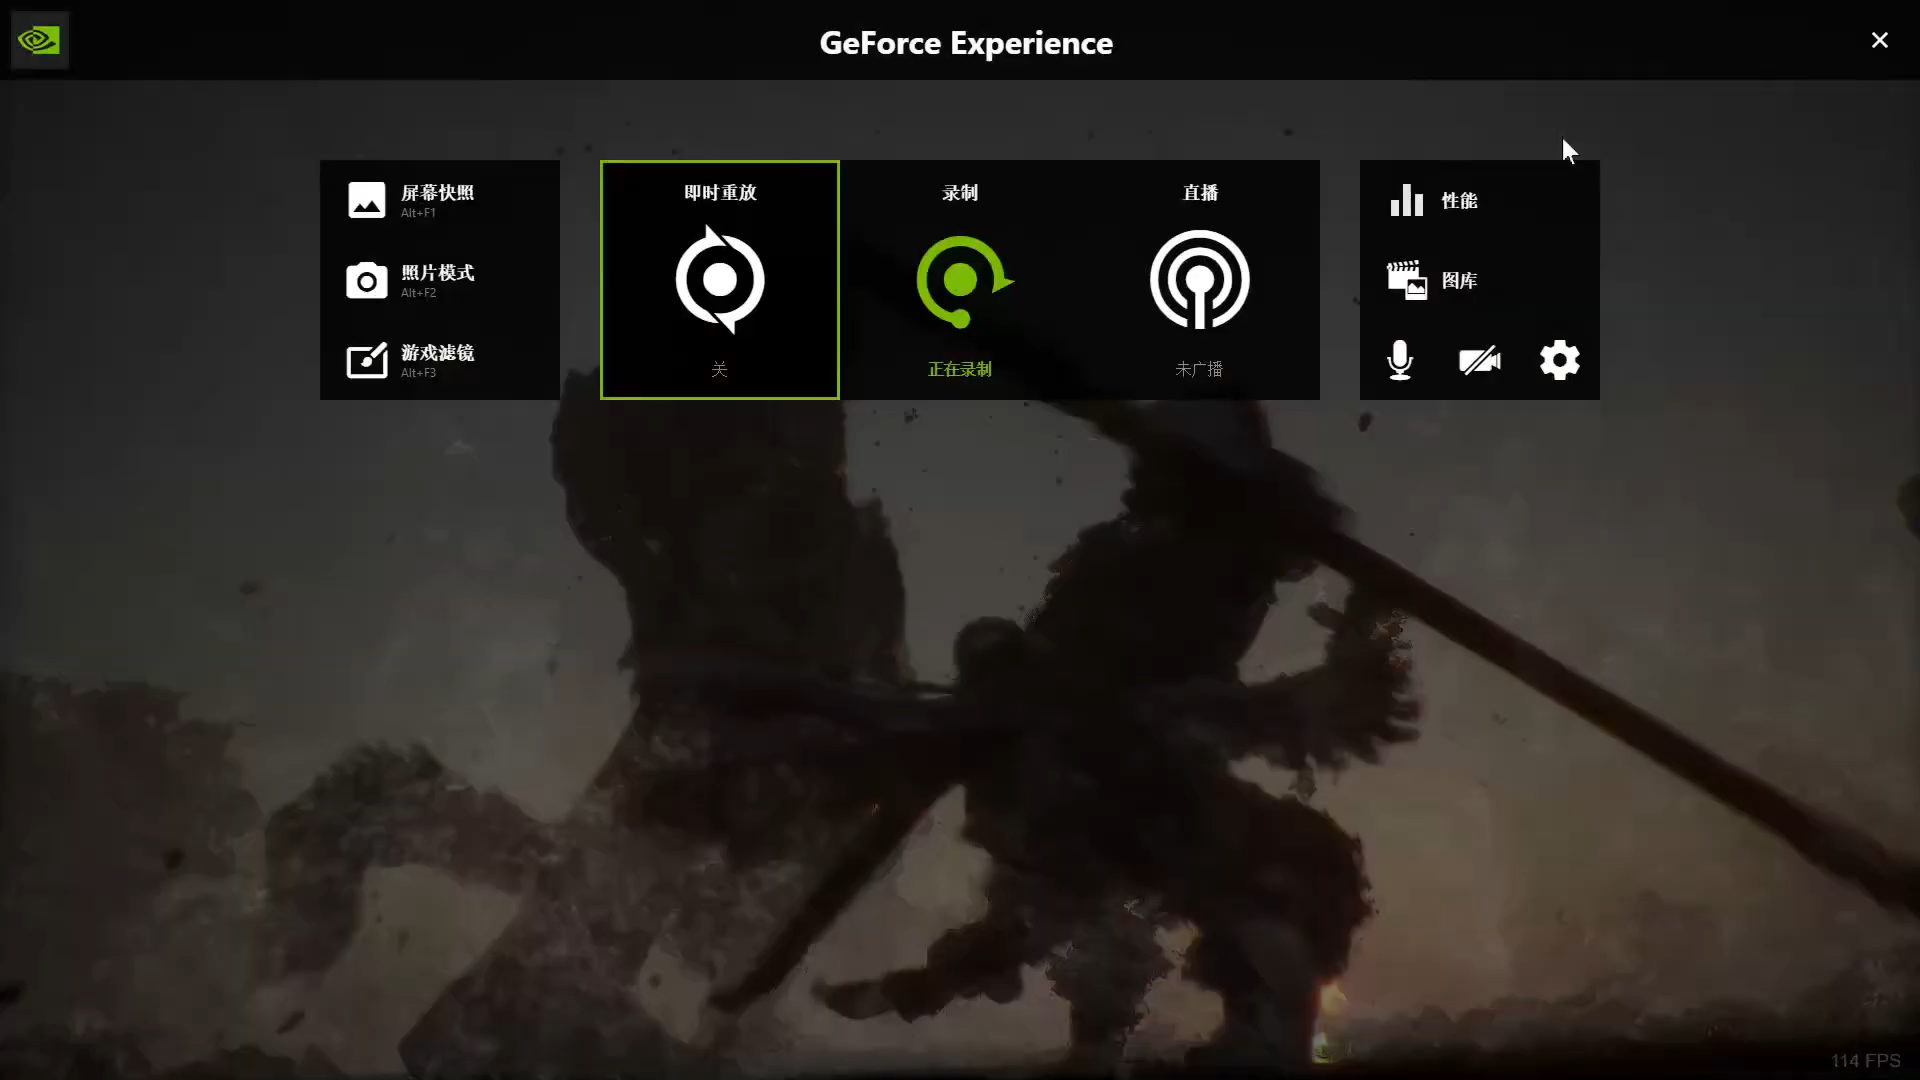 GeForce Experience
屏幕快照
Alt+F1
照片模式
Alt+F2
游戏滤镜
Alt+F3
即时重放
关
录制
正在录制
直播
未广播
性能
图库
114 FPS